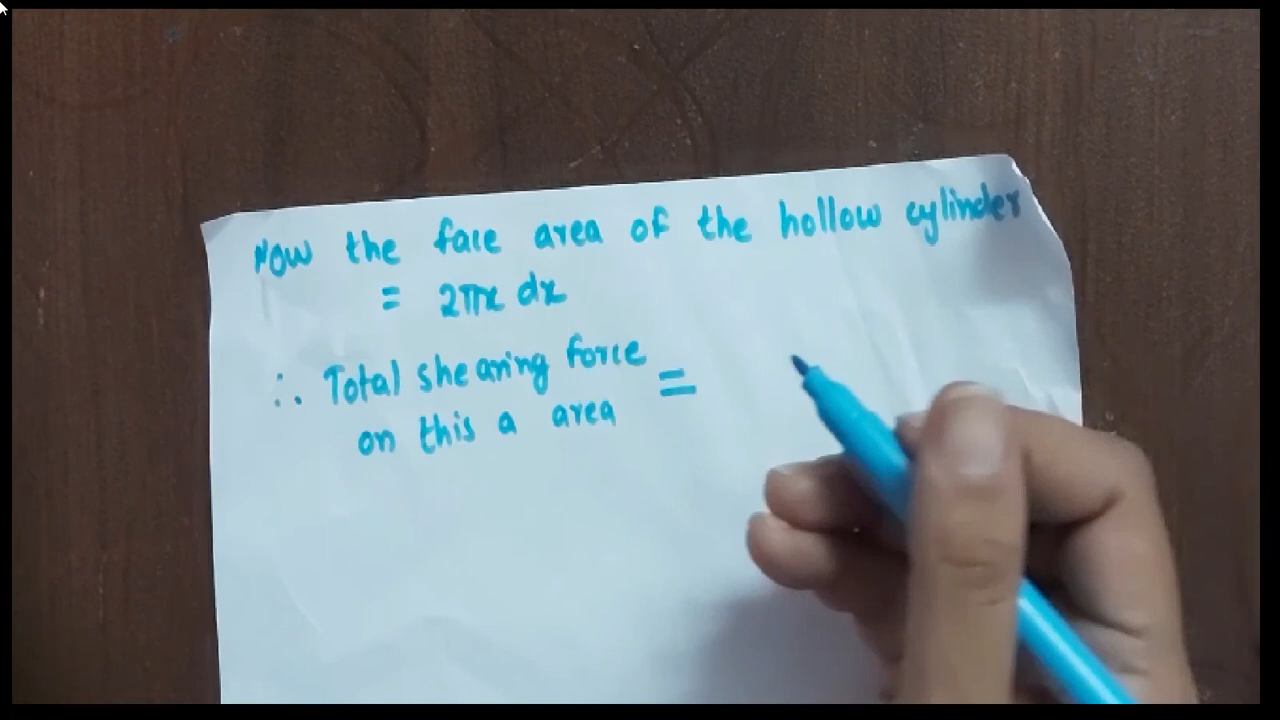 Now the face area of the hollow cylinder
= 2πx dx
∴ Total shearing force =
on this a area